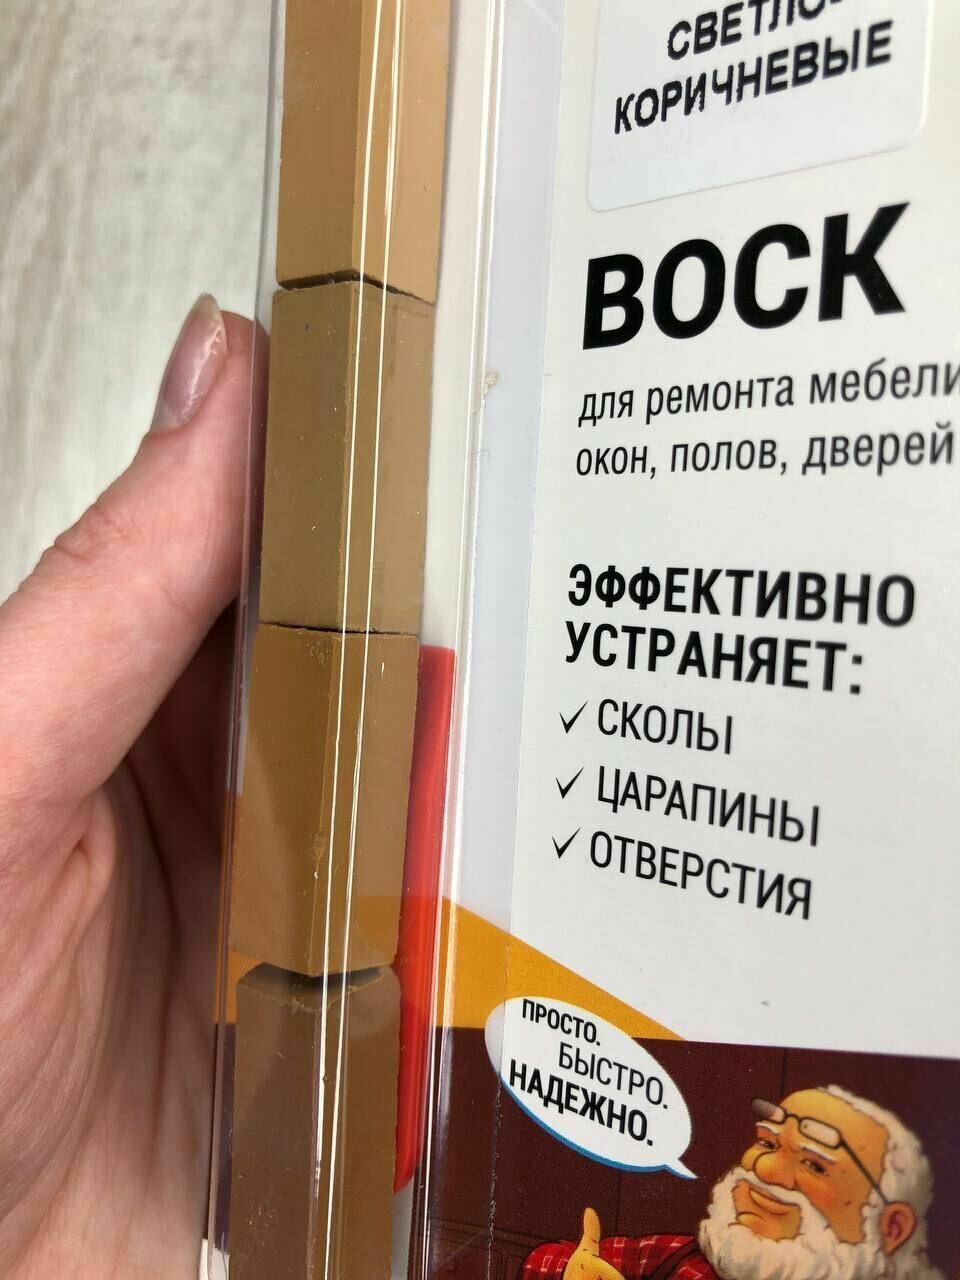 СВЕТЛО-
КОРИЧНЕВЫЕ
ВОСК
для ремонта мебели
окон, полов, дверей
ЭФФЕКТИВНО
УСТРАНЯЕТ:
✓ СКОЛЫ
✓ ЦАРАПИНЫ
✓ ОТВЕРСТИЯ
ПРОСТО.
БЫСТРО.
НАДЕЖНО.